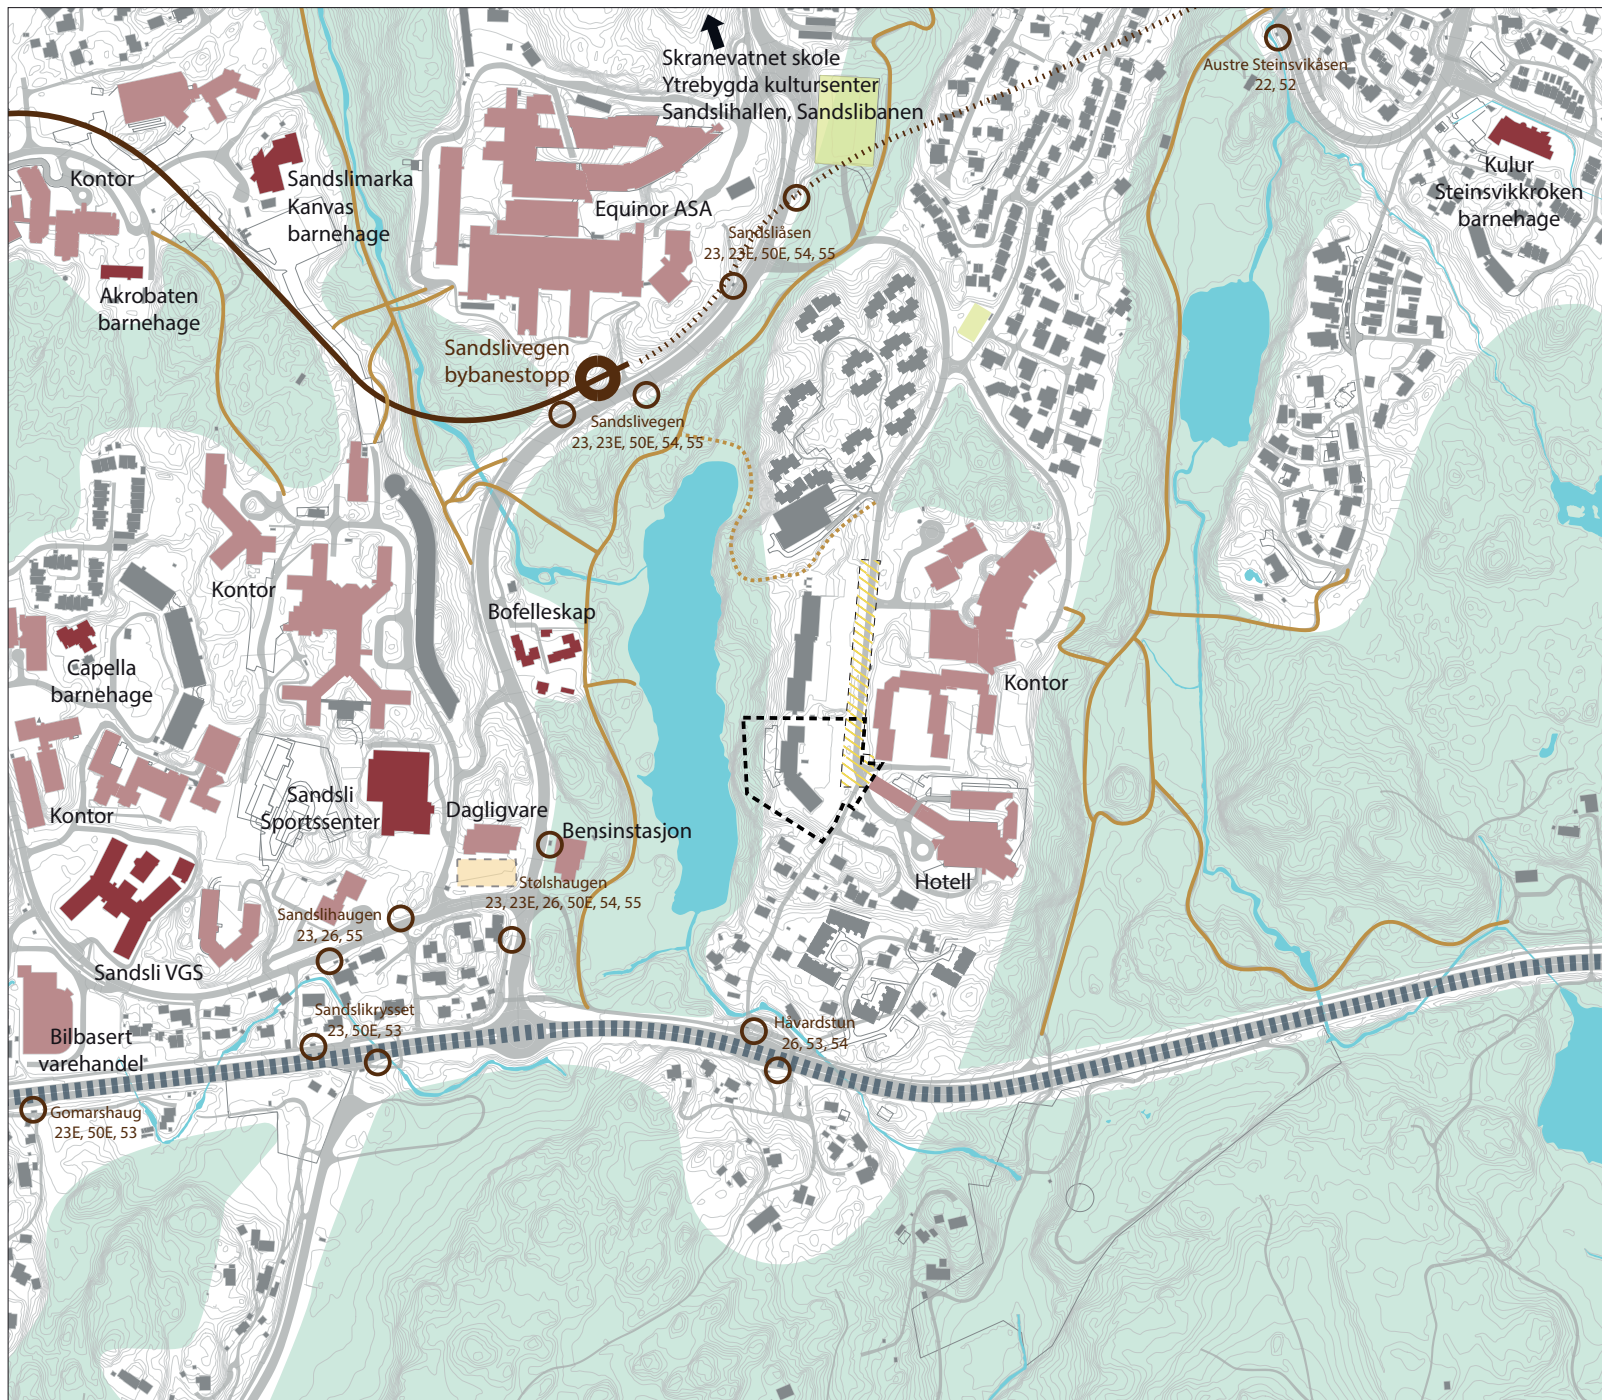 Skranevatnet skole
Ytrebygda kultursenter
Sandslihallen, Sandslibanen
Austre Steinsvikåsen
22, 52
Kontor
Sandslimarka
Kanvas
barnehage
Equinor ASA
Kulur
Steinsvikkroken
barnehage
Sandsliåsen
23, 23E, 50E, 54, 55
Akrobaten
barnehage
Sandslivegen
bybanestopp
Sandslivegen
23, 23E, 50E, 54, 55
Kontor
Bofelleskap
Capella
barnehage
Kontor
Kontor
Sandsli
Sportssenter
Dagligvare
Bensinstasjon
Stølshaugen
23, 23E, 26, 50E, 54, 55
Hotell
Sandslihaugen
23, 26, 55
Sandsli VGS
Sandslikrysset
23, 50E, 53
Håvardstun
26, 53, 54
Bilbasert
varehandel
Gomarshaug
23E, 50E, 53